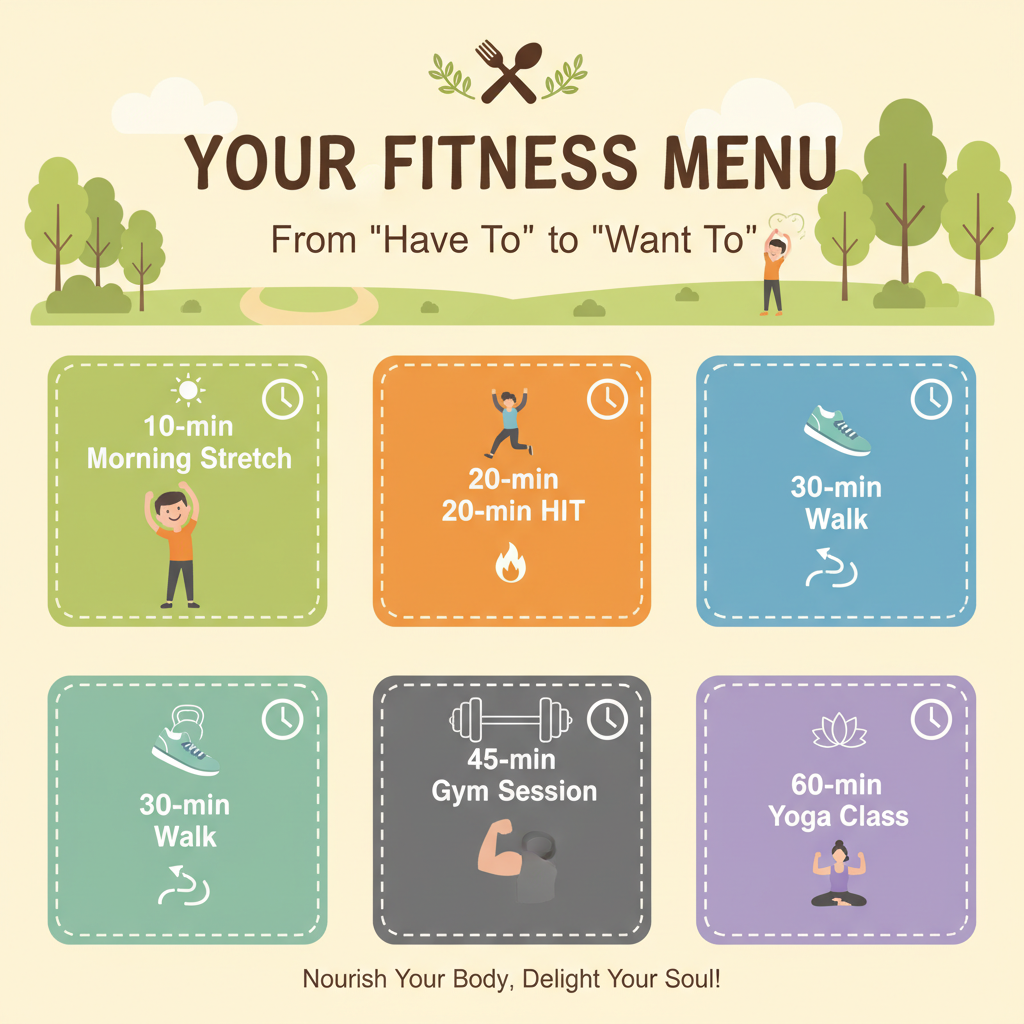 YOUR FITNESS MENU
From "Have To" to "Want To"
10-min
Morning Stretch
20-min
20-min HIT
30-min
Walk
30-min
Walk
45-min
Gym Session
60-min
Yoga Class
Nourish Your Body, Delight Your Soul!